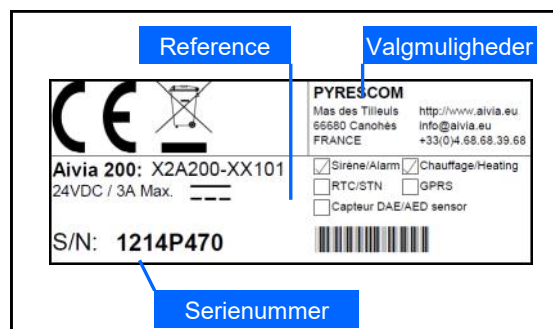 Reference
Valgmuligheder
CE
PYRESCOM
Mas des Tilleuls http://www.aivia.eu
66680 Canohès info@aivia.eu
FRANCE +33(0)4.68.68.39.68
Aivia 200: X2A200-XX101
24VDC / 3A Max.
Sirène/Alarm Chauffage/Heating
RTC/STN GPRS
Capteur DAE/AED sensor
S/N: 1214P470
Serienummer